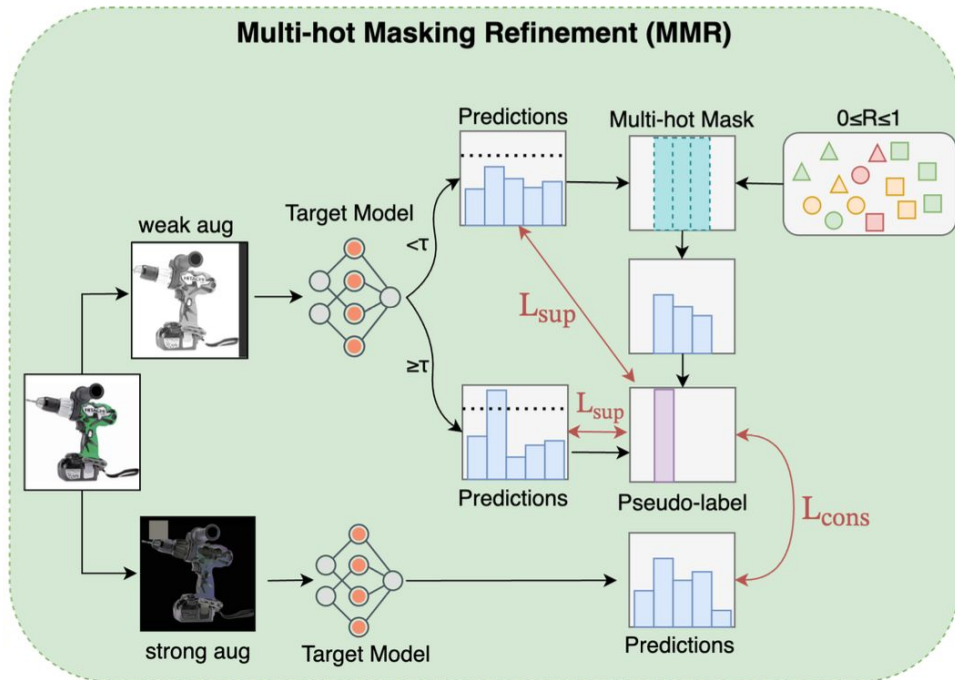 Multi-hot Masking Refinement (MMR)
Predictions
Multi-hot Mask
0≤R≤1
weak aug
Target Model
<τ
L_sup
≥τ
L_sup
Predictions
Pseudo-label
L_cons
strong aug
Target Model
Predictions